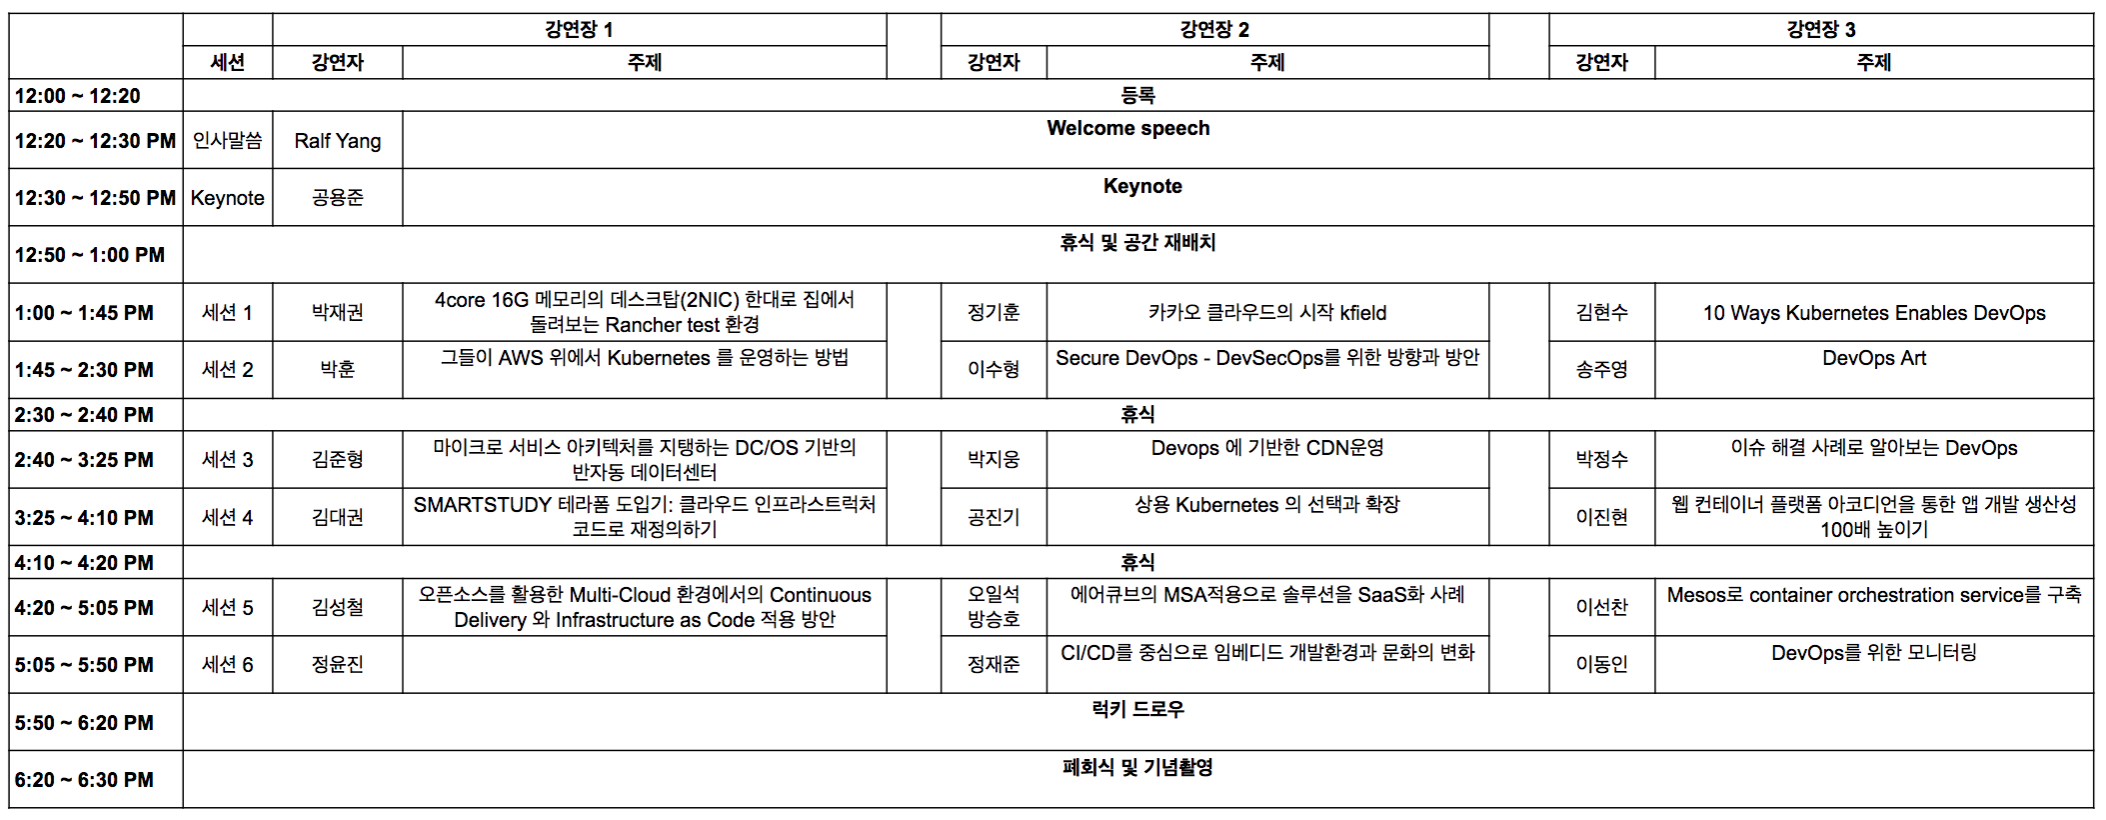 강연장 1 강연장 2 강연장 3
세션 강연자 주제 강연자 주제 강연자 주제
12:00 ~ 12:20 등록
12:20 ~ 12:30 PM 인사말씀 Ralf Yang Welcome speech
12:30 ~ 12:50 PM Keynote 공용준 Keynote
12:50 ~ 1:00 PM 휴식 및 공간 재배치
1:00 ~ 1:45 PM 세션 1 박재권 4core 16G 메모리의 데스크탑(2NIC) 한대로 집에서
돌려보는 Rancher test 환경 정기훈 카카오 클라우드의 시작 kfield 김현수 10 Ways Kubernetes Enables DevOps
1:45 ~ 2:30 PM 세션 2 박훈 그들이 AWS 위에서 Kubernetes 를 운영하는 방법 이수형 Secure DevOps - DevSecOps를 위한 방향과 방안 송주영 DevOps Art
2:30 ~ 2:40 PM 휴식
2:40 ~ 3:25 PM 세션 3 김준형 마이크로 서비스 아키텍처를 지탱하는 DC/OS 기반의
반자동 데이터센터 박지웅 Devops 에 기반한 CDN운영 박정수 이슈 해결 사례로 알아보는 DevOps
3:25 ~ 4:10 PM 세션 4 김대권 SMARTSTUDY 테라폼 도입기: 클라우드 인프라스트럭처
코드로 재정의하기 공진기 상용 Kubernetes 의 선택과 확장 이진현 웹 컨테이너 플랫폼 아코디언을 통한 앱 개발 생산성
100배 높이기
4:10 ~ 4:20 PM 휴식
4:20 ~ 5:05 PM 세션 5 김성철 오픈소스를 활용한 Multi-Cloud 환경에서의 Continuous
Delivery 와 Infrastructure as Code 적용 방안 오일석
방승호 에어큐브의 MSA적용으로 솔루션을 SaaS화 사례 이선찬 Mesos로 container orchestration service를 구축
5:05 ~ 5:50 PM 세션 6 정윤진 정재준 CI/CD를 중심으로 임베디드 개발환경과 문화의 변화 이동인 DevOps를 위한 모니터링
5:50 ~ 6:20 PM 럭키 드로우
6:20 ~ 6:30 PM 폐회식 및 기념촬영